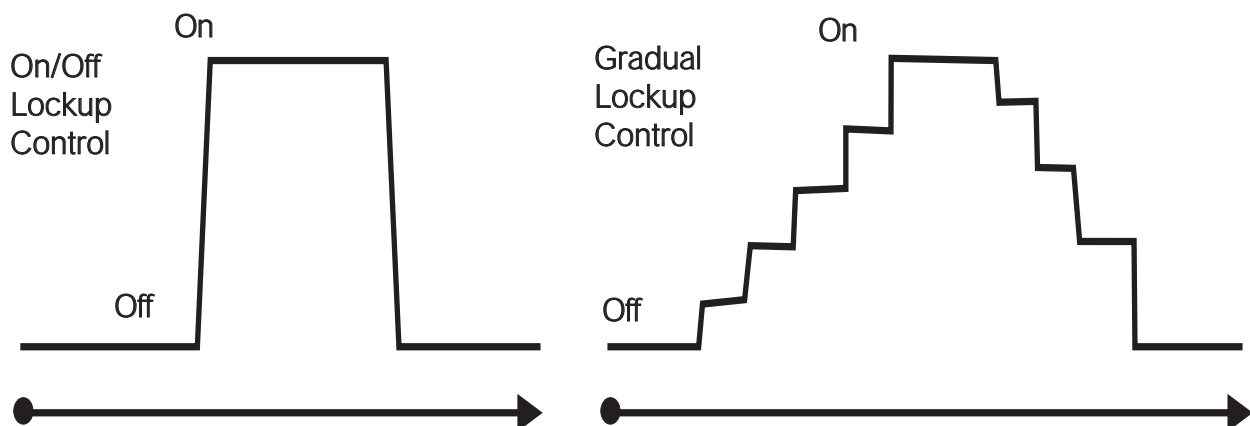 On
On/Off
Lockup
Control
Off
On
Gradual
Lockup
Control
Off